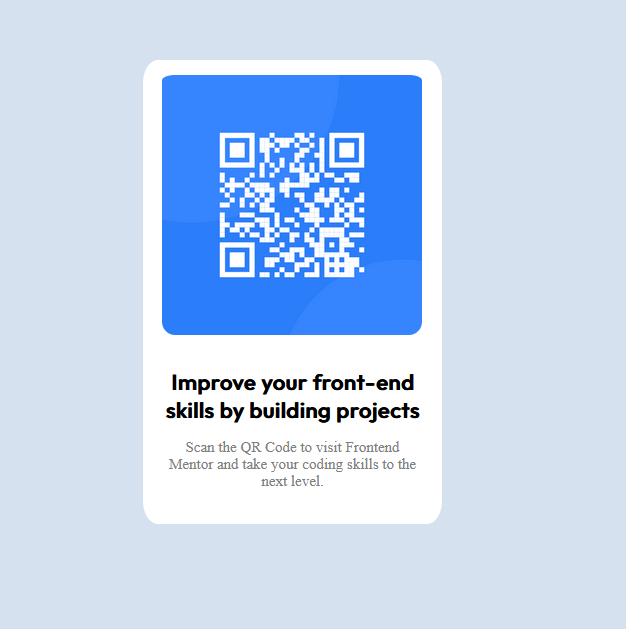 Improve your front-end
skills by building projects
Scan the QR Code to visit Frontend
Mentor and take your coding skills to the
next level.